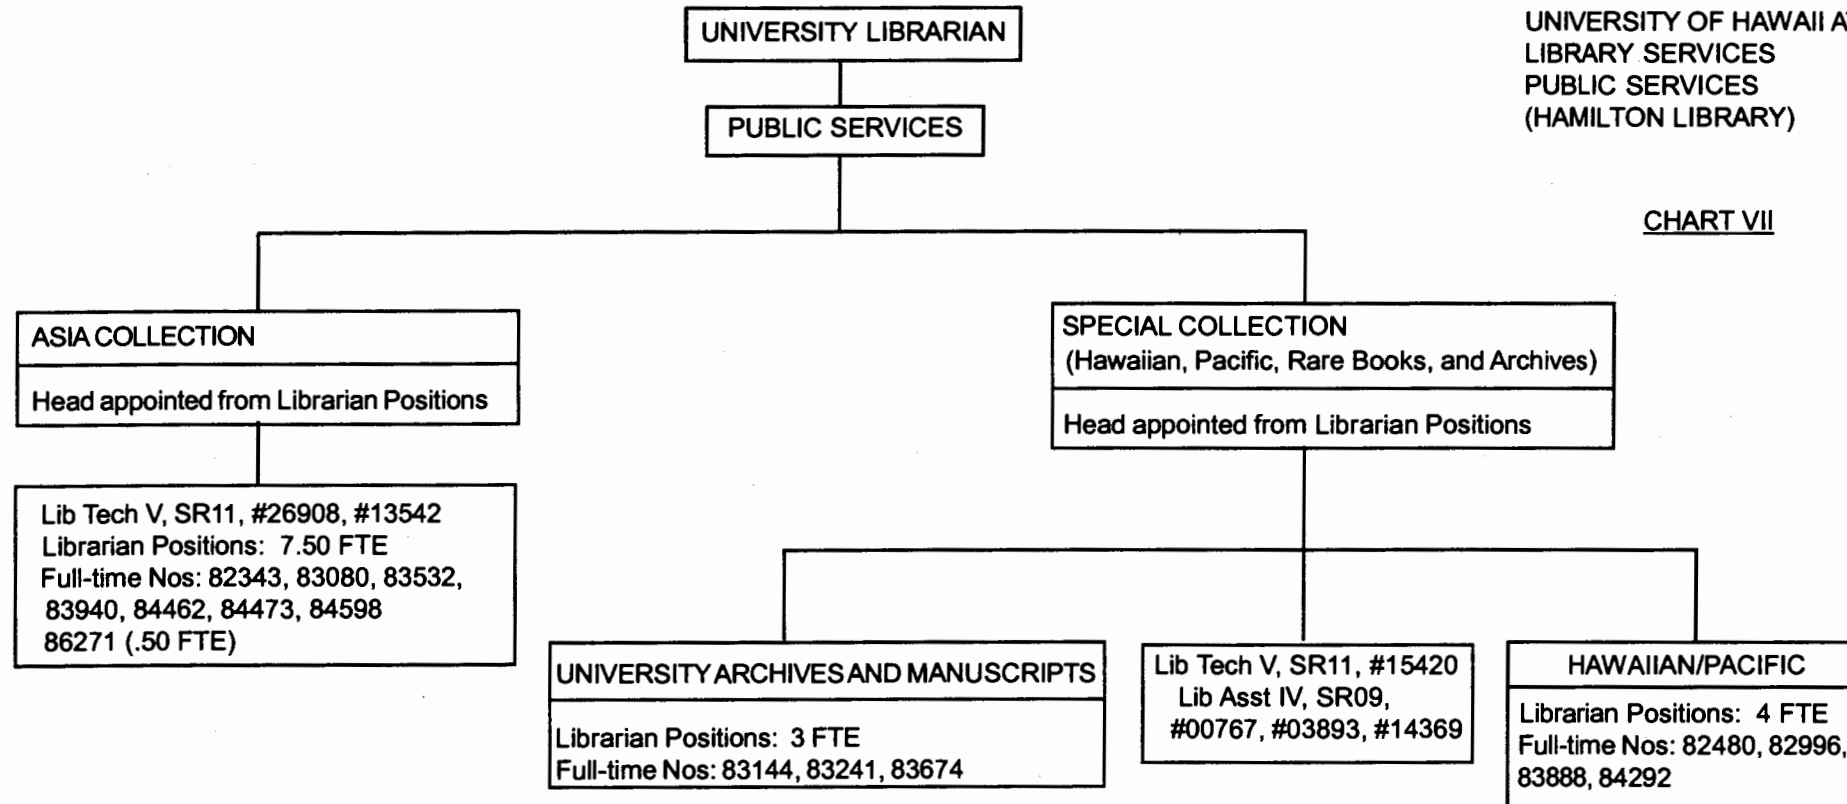 UNIVERSITY LIBRARIAN
PUBLIC SERVICES
UNIVERSITY OF HAWAII
LIBRARY SERVICES
PUBLIC SERVICES
(HAMILTON LIBRARY)
CHART VII
ASIA COLLECTION
Head appointed from Librarian Positions
Lib Tech V, SR11, #26908, #13542
Librarian Positions: 7.50 FTE
Full-time Nos: 82343, 83080, 83532,
83940, 84462, 84473, 84598
86271 (.50 FTE)
SPECIAL COLLECTION
(Hawaiian, Pacific, Rare Books, and Archives)
Head appointed from Librarian Positions
UNIVERSITY ARCHIVES AND MANUSCRIPTS
Librarian Positions: 3 FTE
Full-time Nos: 83144, 83241, 83674
Lib Tech V, SR11, #15420
Lib Asst IV, SR09,
#00767, #03893, #14369
HAWAIIAN/PACIFIC
Librarian Positions: 4 FTE
Full-time Nos: 82480, 82996,
83888, 84292